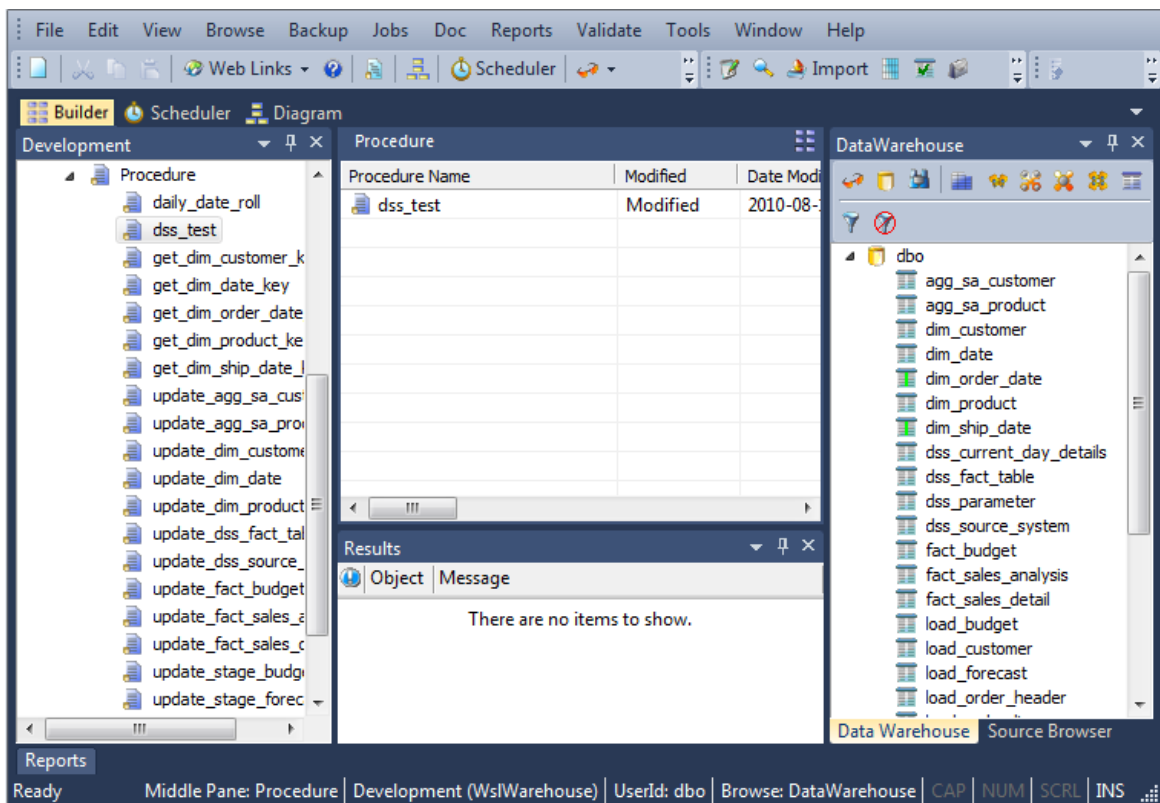 File Edit View Browse Backup Jobs Doc Reports Validate Tools Window Help
Web Links Scheduler Import
Builder Scheduler Diagram
Development
Procedure
daily_date_roll
dss_test
get_dim_customer_k
get_dim_date_key
get_dim_order_date
get_dim_product_ke
get_dim_ship_date_
update_agg_sa_cus
update_agg_sa_pro
update_dim_custome
update_dim_date
update_dim_product
update_dss_fact_tal
update_dss_source_
update_fact_budget
update_fact_sales_a
update_fact_sales_c
update_stage_budg
update_stage_forec
Procedure
Procedure Name Modified Date Modi
dss_test Modified 2010-08-
Results
Object Message
There are no items to show.
DataWarehouse
dbo
agg_sa_customer
agg_sa_product
dim_customer
dim_date
dim_order_date
dim_product
dim_ship_date
dss_current_day_details
dss_fact_table
dss_parameter
dss_source_system
fact_budget
fact_sales_analysis
fact_sales_detail
load_budget
load_customer
load_forecast
load_order_header
Data Warehouse Source Browser
Reports
Ready Middle Pane: Procedure Development (WslWarehouse) UserId: dbo Browse: DataWarehouse CAP NUM SCRL INS